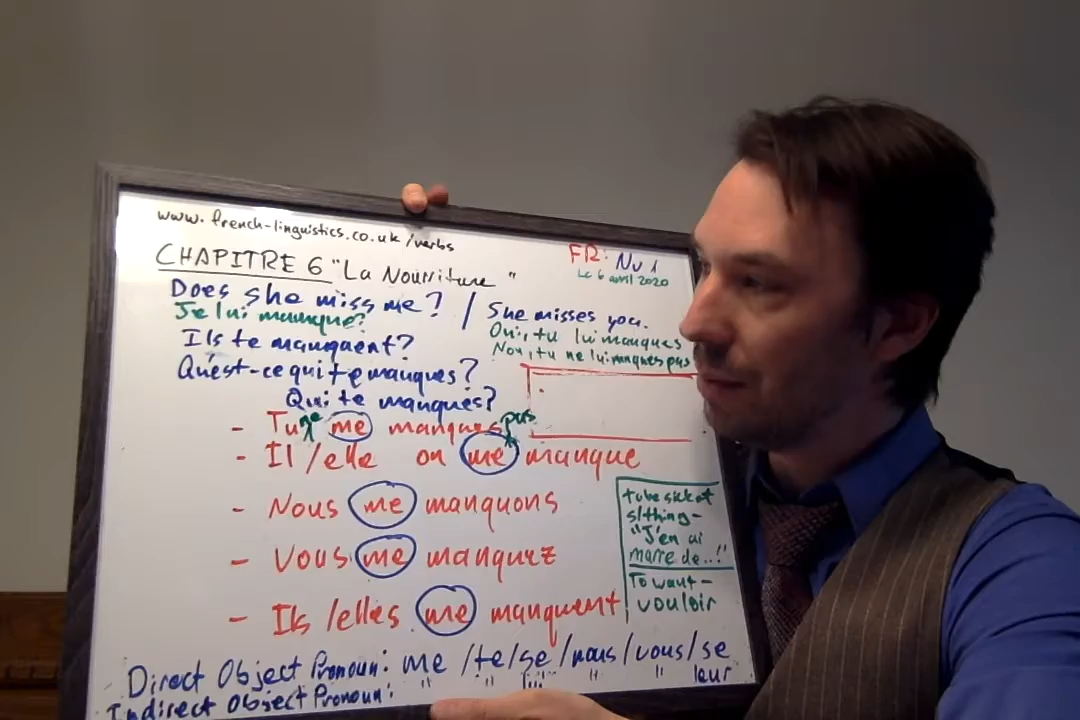 www.french-linguistics.co.uk/verbs
CHAPITRE 6 "La Nourriture"
FR: Nv 1
Le 6 avril 2020
Does she miss me? / She misses you.
Je lui manque?
Oui, tu lui manques
Non, tu ne lui manques pas
Ils te manquent?
Qu'est-ce qui te manques?
Qui te manques?
- Tu ne me manques pas
- Il/elle on me manque
- Nous me manquons
- Vous me manquez
- Ils/elles me manquent
to be sick of
s/thing-
"J'en ai
marre de..!"
To want-
vouloir
Direct Object Pronoun: me /te/se/nous/vous/se
Indirect Object Pronoun: " " " " leur